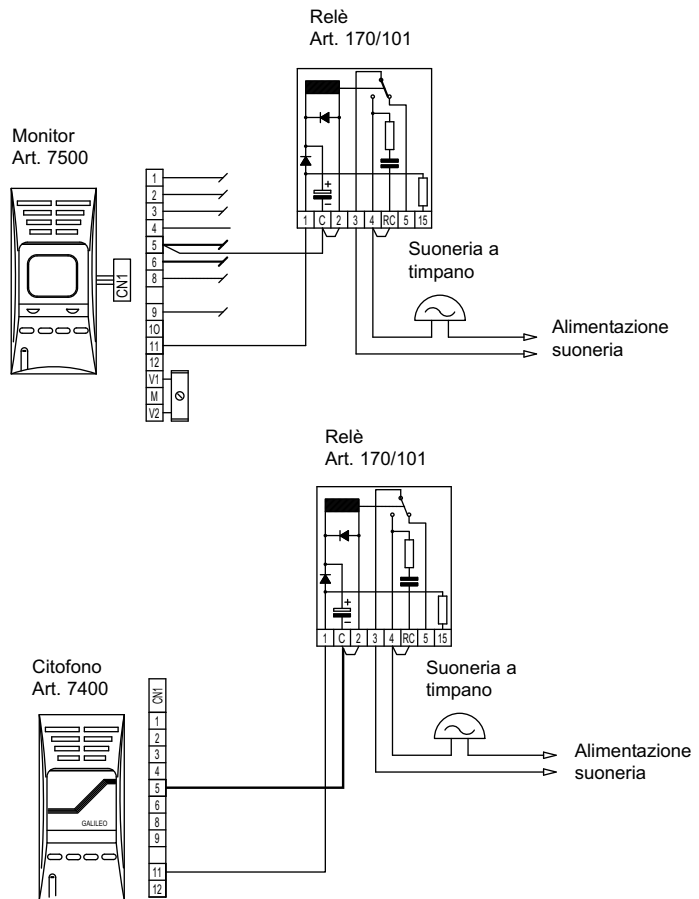 Relè
Art. 170/101
Monitor
Art. 7500
+
−
1 C 2 3 4 RC 5 15
CN1
1
2
3
4
5
6
8
9
1O
11
12
V1
M
V2
Suoneria a
timpano
Alimentazione
suoneria
Relè
Art. 170/101
+
−
1 C 2 3 4 RC 5 15
Citofono
Art. 7400
GALILEO
CN1
1
2
3
4
5
6
8
9
11
12
Suoneria a
timpano
Alimentazione
suoneria